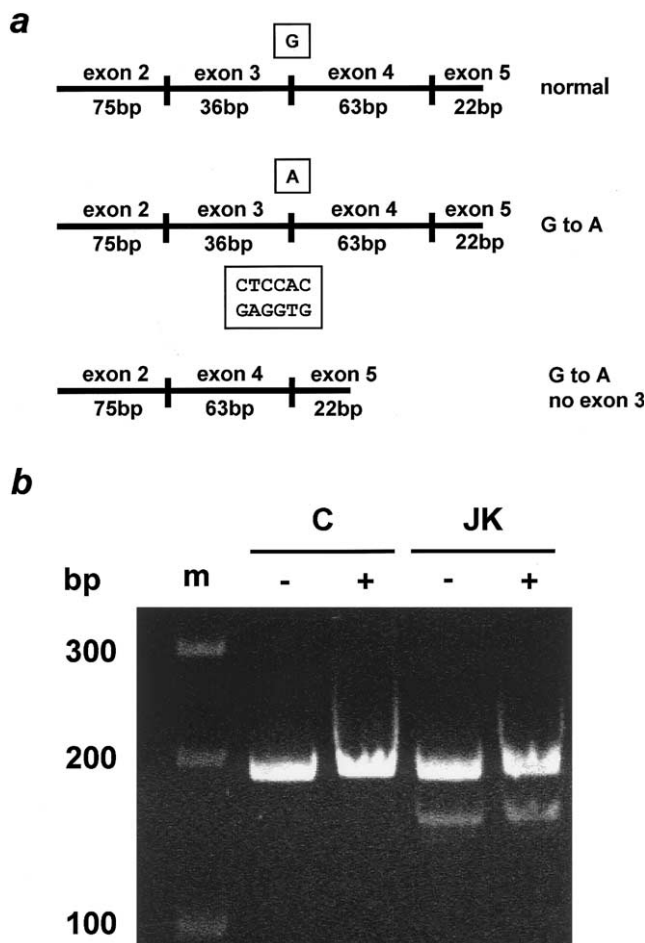 a
G
exon 2 exon 3 exon 4 exon 5 normal
75bp 36bp 63bp 22bp
A
exon 2 exon 3 exon 4 exon 5 G to A
75bp 36bp 63bp 22bp
CTCCAC
GAGGTG
exon 2 exon 4 exon 5 G to A
75bp 63bp 22bp no exon 3
b
C JK
bp m - + - +
300
200
100